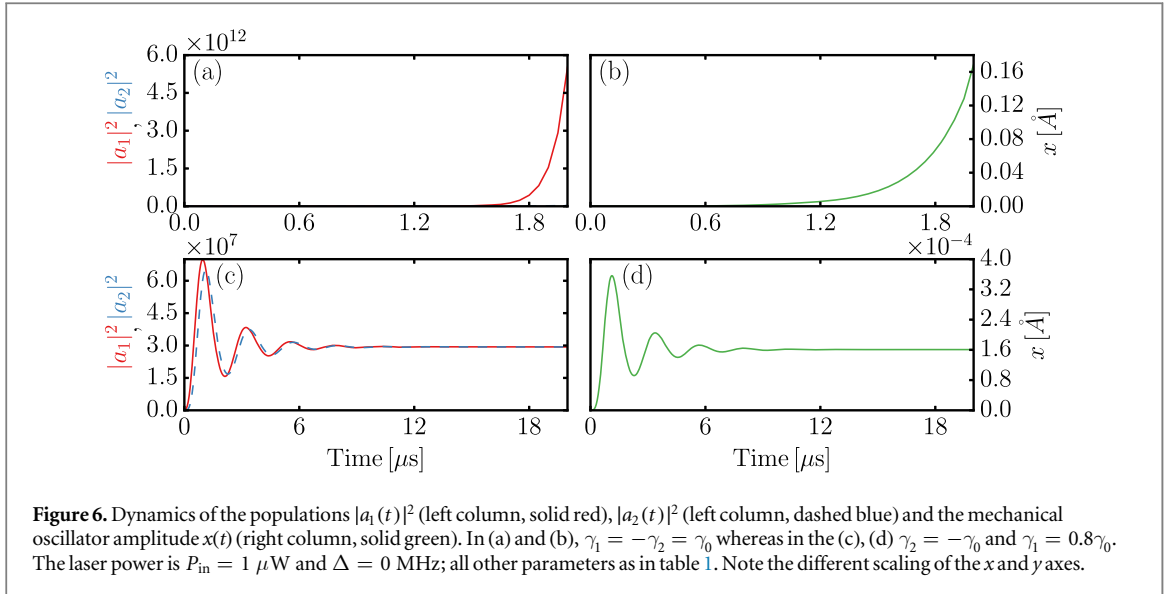 ×10¹²
6.0
4.5
3.0
1.5
0.0
(a)
|a₁|², |a₂|²
0.0 0.6 1.2 1.8
(b)
0.16
0.12
0.08
0.04
0.00
x [Å]
0.0 0.6 1.2 1.8
×10⁷
6.0
4.5
3.0
1.5
0.0
(c)
|a₁|², |a₂|²
0 6 12 18
Time [μs]
×10⁻⁴
(d)
4.0
3.2
2.4
1.6
0.8
0.0
x [Å]
0 6 12 18
Time [μs]
Figure 6. Dynamics of the populations |a₁(t)|² (left column, solid red), |a₂(t)|² (left column, dashed blue) and the mechanical
oscillator amplitude x(t) (right column, solid green). In (a) and (b), γ₁ = −γ₂ = γ₀ whereas in the (c), (d) γ₂ = −γ₀ and γ₁ = 0.8γ₀.
The laser power is Pᵢₙ = 1 μW and Δ = 0 MHz; all other parameters as in table 1. Note the different scaling of the x and y axes.